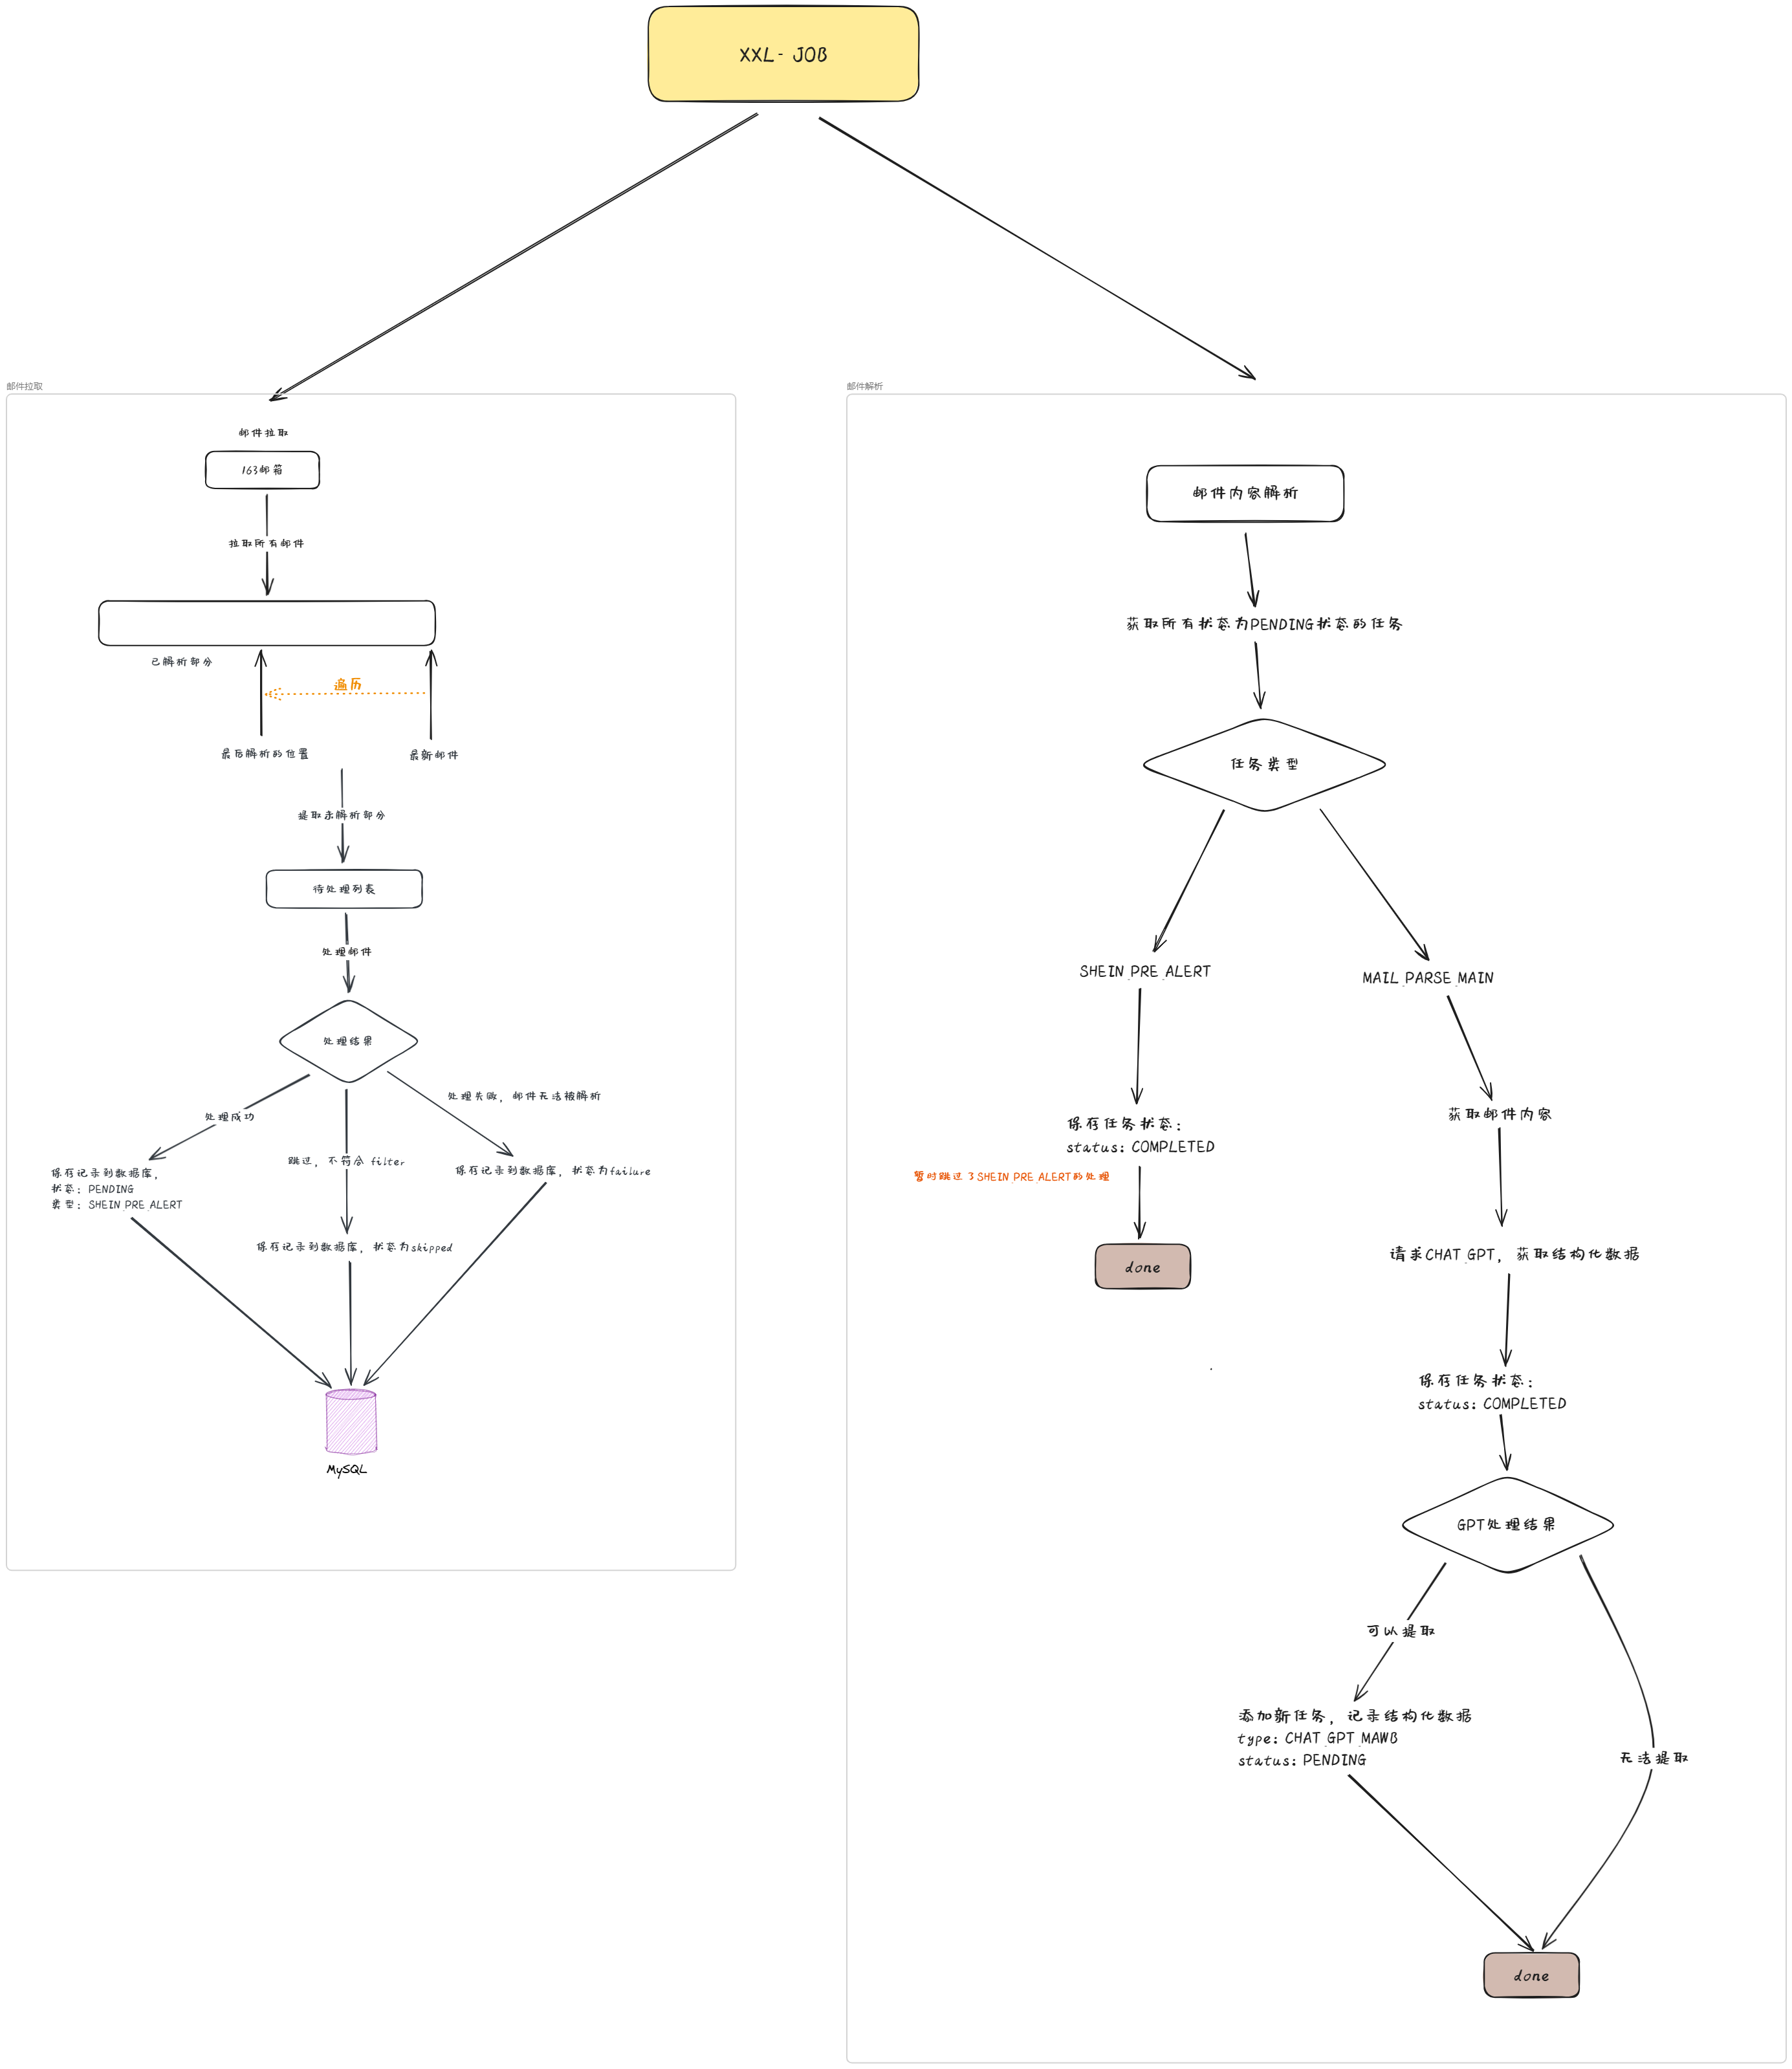 XXL- JOB
邮件拉取
邮件拉取
163邮箱
拉取所有邮件
已解析部分
遍历
最后解析的位置
最新邮件
提取未解析部分
待处理列表
处理邮件
处理结果
处理成功
跳过，不符合 filter
处理失败，邮件无法被解析
保存记录到数据库，
状态：PENDING
类型：SHEIN_PRE_ALERT
保存记录到数据库，状态为skipped
保存记录到数据库，状态为failure
MySQL
邮件解析
邮件内容解析
获取所有状态为PENDING状态的任务
任务类型
SHEIN_PRE_ALERT
保存任务状态：
status: COMPLETED
暂时跳过了SHEIN_PRE_ALERT的处理
done
MAIL_PARSE_MAIN
获取邮件内容
请求CHAT GPT，获取结构化数据
保存任务状态：
status: COMPLETED
GPT处理结果
可以提取
无法提取
添加新任务，记录结构化数据
type: CHAT_GPT_MAWB
status: PENDING
done